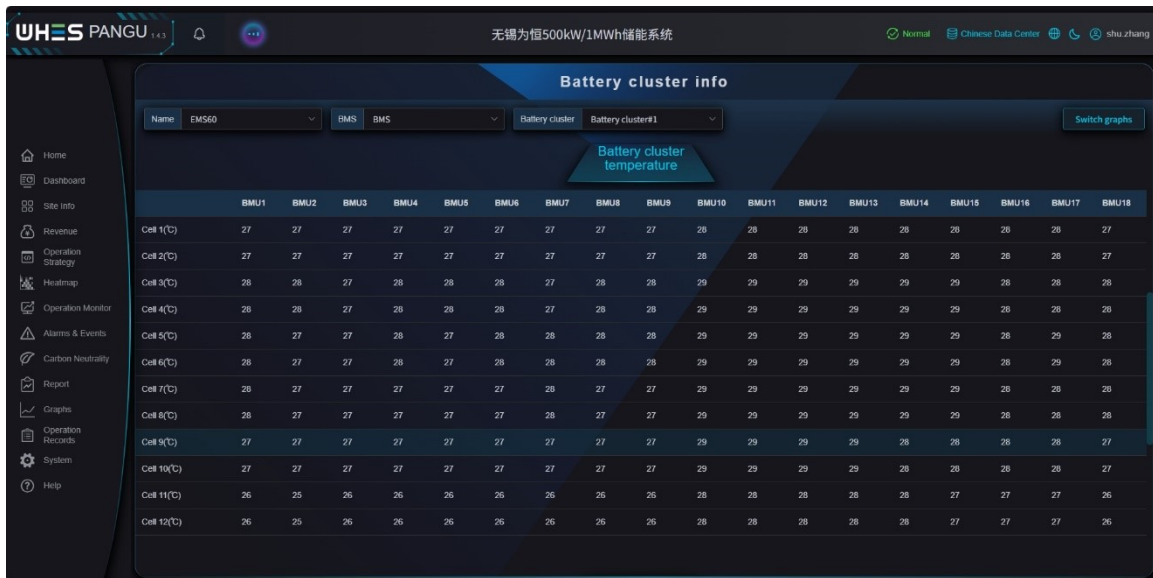 WHES PANGU 1.4.3
无锡为恒500kW/1MWh储能系统
Normal
Chinese Data Center
shu.zhang
Battery cluster info
Name EMS60 BMS BMS Battery cluster Battery cluster#1 Switch graphs
Battery cluster
temperature
Home
Dashboard
Site Info
Revenue
Operation
Strategy
Heatmap
Operation Monitor
Alarms & Events
Carbon Neutrality
Report
Graphs
Operation
Records
System
Help
BMU1 BMU2 BMU3 BMU4 BMU5 BMU6 BMU7 BMU8 BMU9 BMU10 BMU11 BMU12 BMU13 BMU14 BMU15 BMU16 BMU17 BMU18
Cell 1(℃) 27 27 27 27 27 27 27 27 27 28 28 28 28 28 28 28 28 27
Cell 2(℃) 27 27 27 27 27 27 27 27 27 28 28 28 28 28 28 28 28 27
Cell 3(℃) 28 28 27 28 28 28 27 28 28 29 29 29 29 29 29 28 28 28
Cell 4(℃) 28 28 27 28 28 28 27 28 28 29 29 29 29 29 29 28 29 28
Cell 5(℃) 28 27 27 28 27 28 28 28 28 29 29 29 29 29 29 28 29 28
Cell 6(℃) 28 27 27 28 27 28 28 28 28 29 29 29 29 29 29 28 29 28
Cell 7(℃) 28 27 27 27 27 27 28 28 27 29 29 29 29 29 29 28 28 28
Cell 8(℃) 28 27 27 27 27 27 28 27 27 29 29 29 29 29 29 28 28 28
Cell 9(℃) 27 27 27 27 27 27 27 27 27 29 29 29 29 28 28 28 28 27
Cell 10(℃) 27 27 27 27 27 27 27 27 27 29 29 29 29 28 28 28 28 27
Cell 11(℃) 26 25 26 26 26 26 26 26 26 28 28 28 28 28 27 27 27 26
Cell 12(℃) 26 25 26 26 26 26 26 26 26 28 28 28 28 28 27 27 27 26